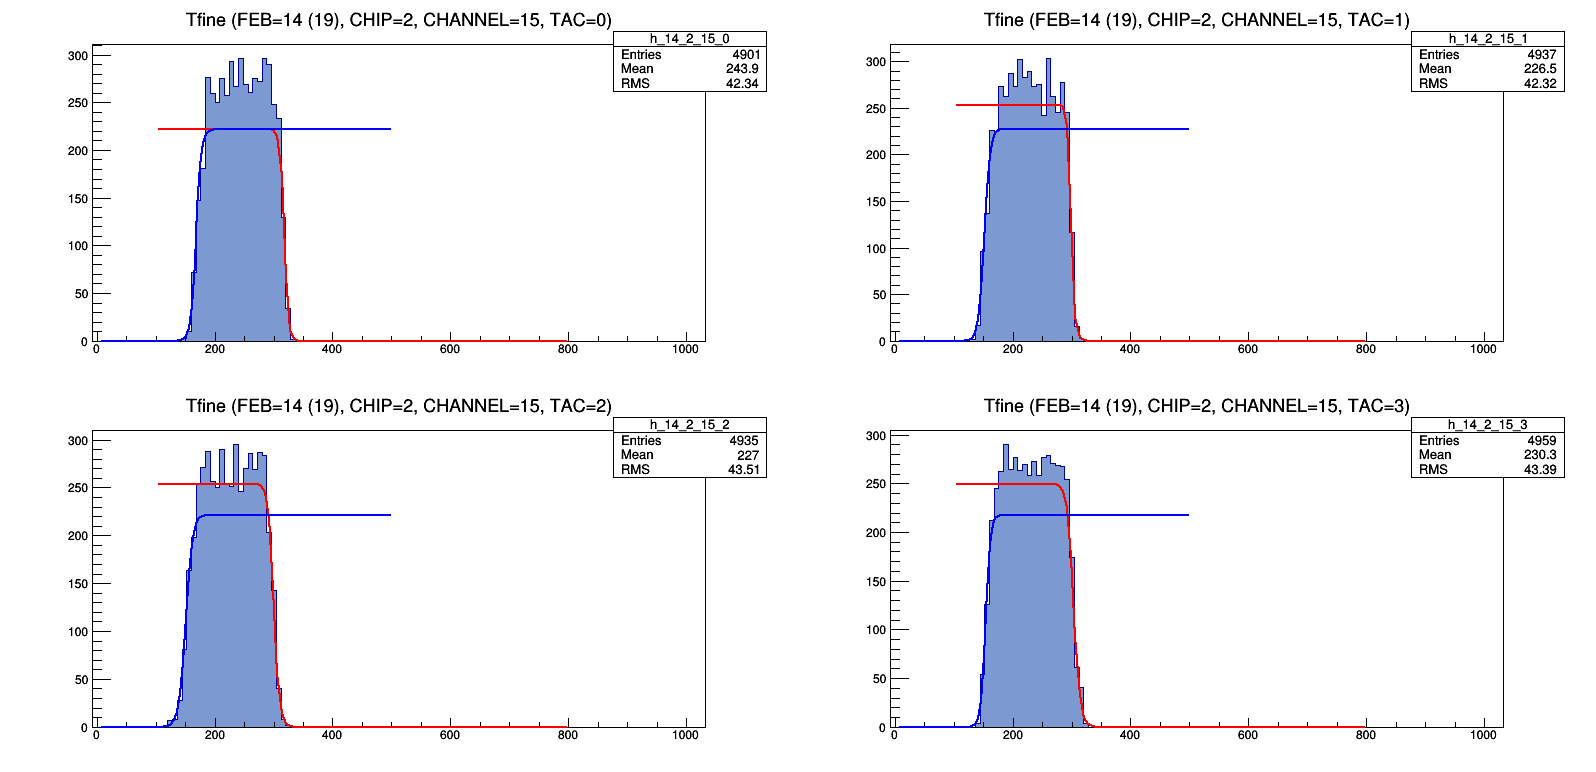 Tfine (FEB=14 (19), CHIP=2, CHANNEL=15, TAC=0)
h_14_2_15_0
Entries 4901
Mean 243.9
RMS 42.34
300
250
200
150
100
50
0
0 200 400 600 800 1000
Tfine (FEB=14 (19), CHIP=2, CHANNEL=15, TAC=1)
h_14_2_15_1
Entries 4937
Mean 226.5
RMS 42.32
300
250
200
150
100
50
0
0 200 400 600 800 1000
Tfine (FEB=14 (19), CHIP=2, CHANNEL=15, TAC=2)
h_14_2_15_2
Entries 4935
Mean 227
RMS 43.51
300
250
200
150
100
50
0
0 200 400 600 800 1000
Tfine (FEB=14 (19), CHIP=2, CHANNEL=15, TAC=3)
h_14_2_15_3
Entries 4959
Mean 230.3
RMS 43.39
300
250
200
150
100
50
0
0 200 400 600 800 1000